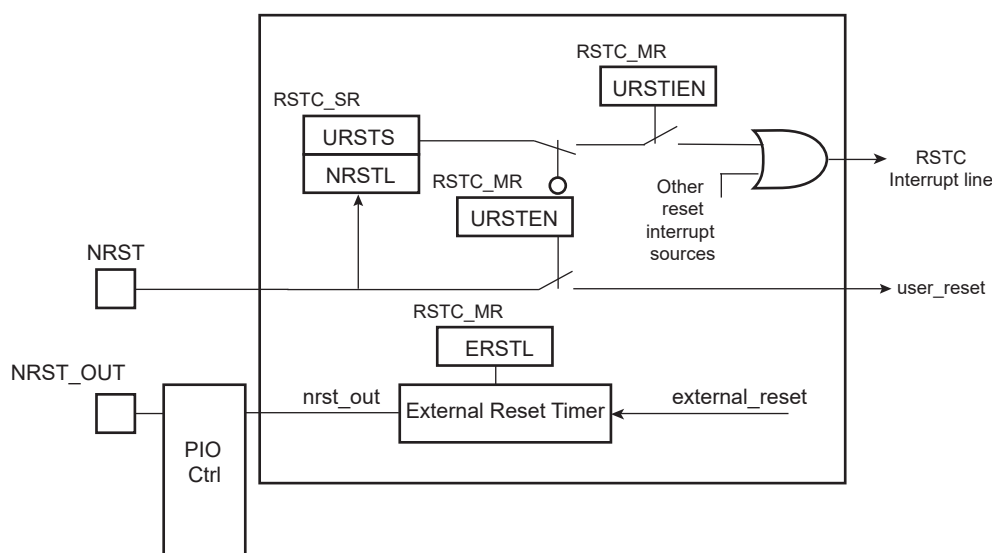 RSTC_MR
URSTIEN
RSTC_SR
URSTS
NRSTL
RSTC_MR
URSTEN
Other
reset
interrupt
sources
RSTC
Interrupt line
NRST
user_reset
RSTC_MR
ERSTL
NRST_OUT
nrst_out
External Reset Timer
external_reset
PIO
Ctrl